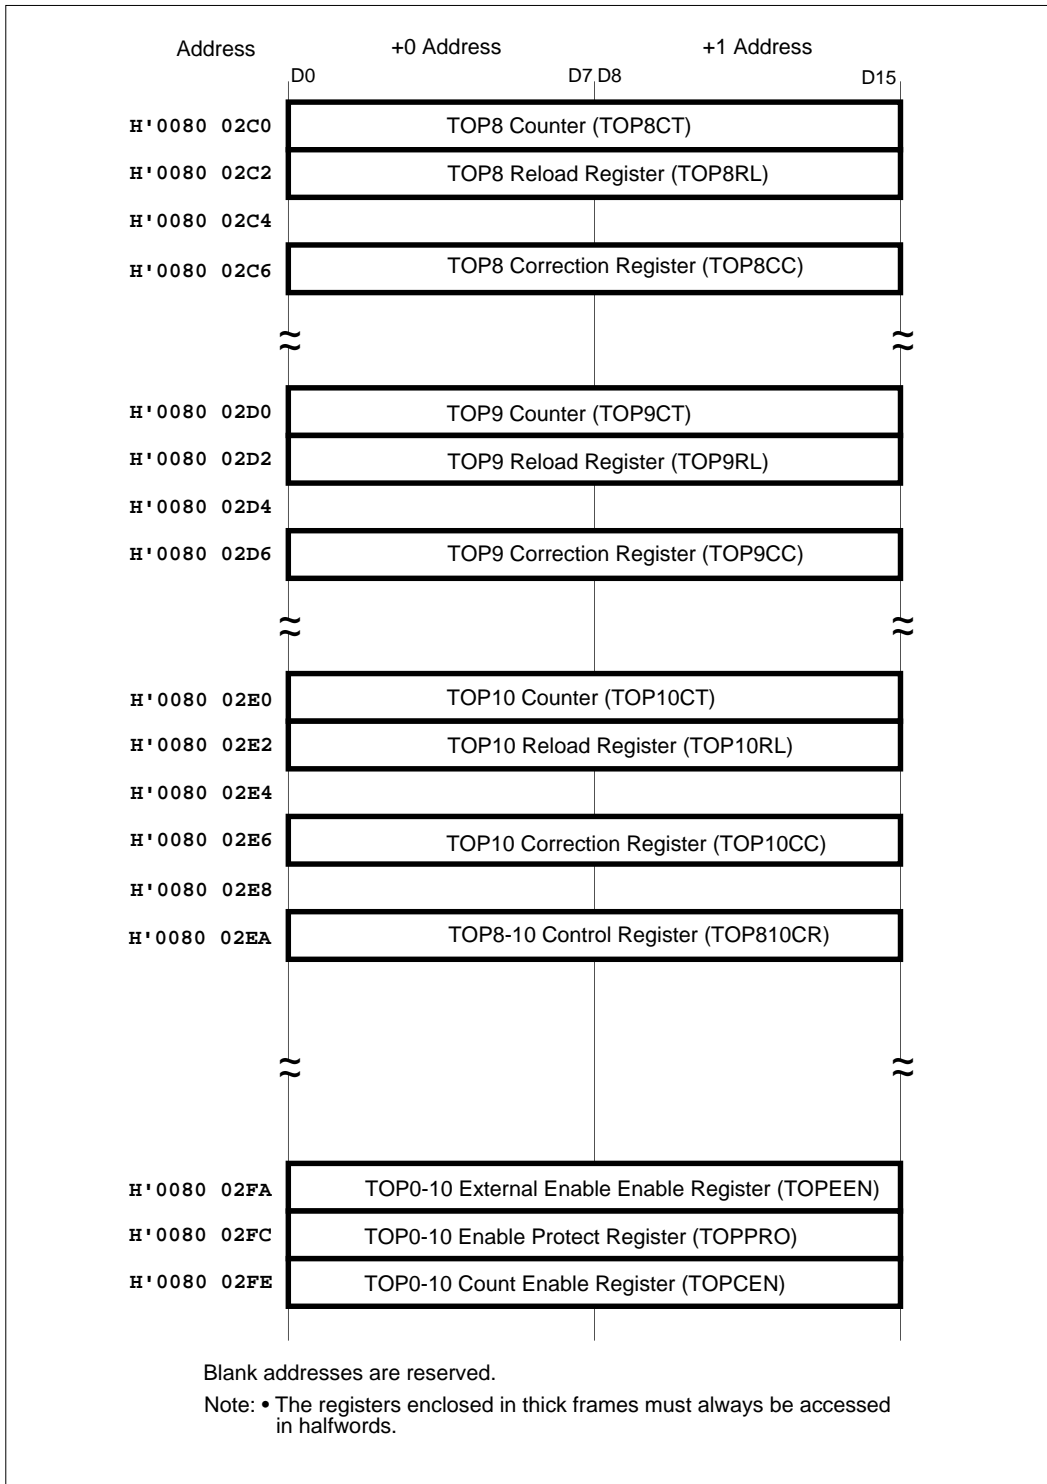 Address +0 Address +1 Address
D0 D7 D8 D15
H'0080 02C0 TOP8 Counter (TOP8CT)
H'0080 02C2 TOP8 Reload Register (TOP8RL)
H'0080 02C4
H'0080 02C6 TOP8 Correction Register (TOP8CC)
H'0080 02D0 TOP9 Counter (TOP9CT)
H'0080 02D2 TOP9 Reload Register (TOP9RL)
H'0080 02D4
H'0080 02D6 TOP9 Correction Register (TOP9CC)
H'0080 02E0 TOP10 Counter (TOP10CT)
H'0080 02E2 TOP10 Reload Register (TOP10RL)
H'0080 02E4
H'0080 02E6 TOP10 Correction Register (TOP10CC)
H'0080 02E8
H'0080 02EA TOP8-10 Control Register (TOP810CR)
H'0080 02FA TOP0-10 External Enable Enable Register (TOPEEN)
H'0080 02FC TOP0-10 Enable Protect Register (TOPPRO)
H'0080 02FE TOP0-10 Count Enable Register (TOPCEN)
Blank addresses are reserved.
Note: • The registers enclosed in thick frames must always be accessed
in halfwords.